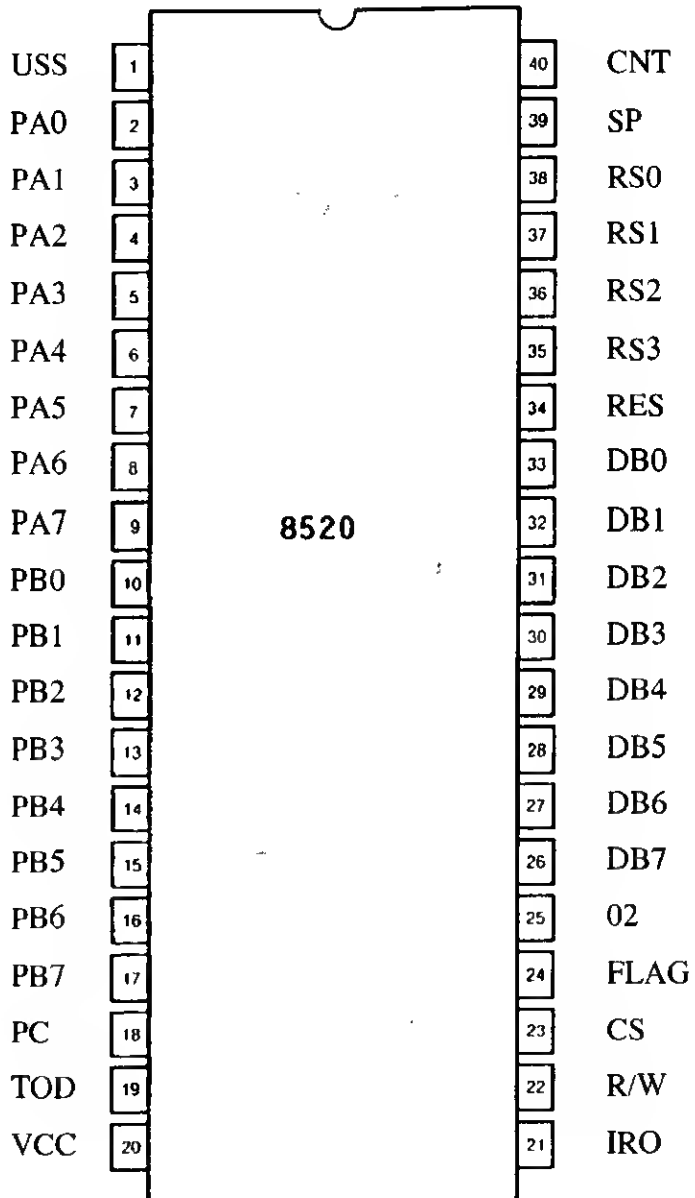 USS 1 40 CNT
PA0 2 39 SP
PA1 3 38 RS0
PA2 4 37 RS1
PA3 5 36 RS2
PA4 6 35 RS3
PA5 7 34 RES
PA6 8 33 DB0
PA7 9 8520 32 DB1
PB0 10 31 DB2
PB1 11 30 DB3
PB2 12 29 DB4
PB3 13 28 DB5
PB4 14 27 DB6
PB5 15 26 DB7
PB6 16 25 02
PB7 17 24 FLAG
PC 18 23 CS
TOD 19 22 R/W
VCC 20 21 IRO